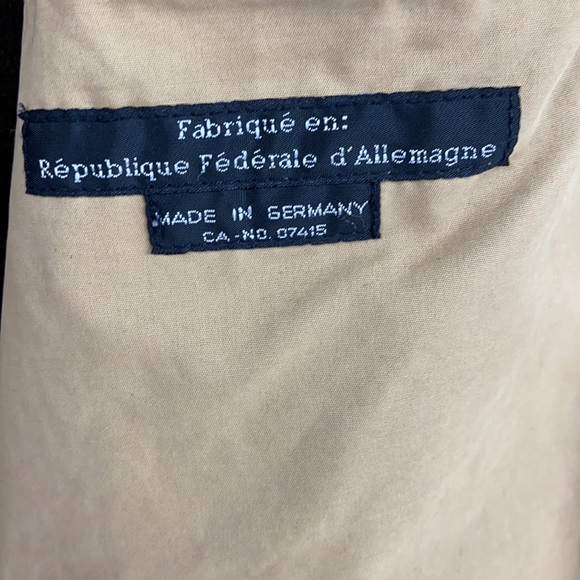 Fabriqué en:
République Fédérale d'Allemagne
MADE IN GERMANY
CA.-NO. 07415